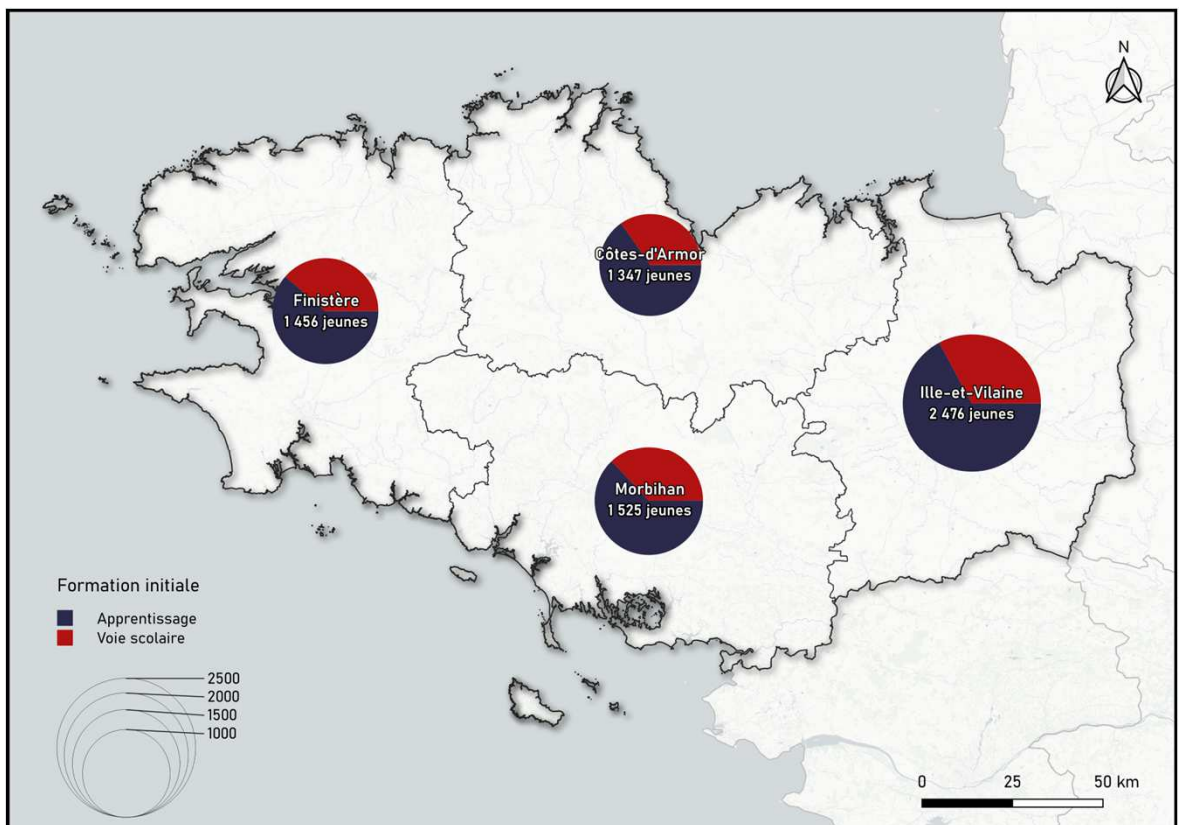 N
Côtes-d'Armor
1 347 jeunes
Finistère
1 456 jeunes
Ille-et-Vilaine
2 476 jeunes
Morbihan
1 525 jeunes
Formation initiale
Apprentissage
Voie scolaire
2500
2000
1500
1000
0 25 50 km